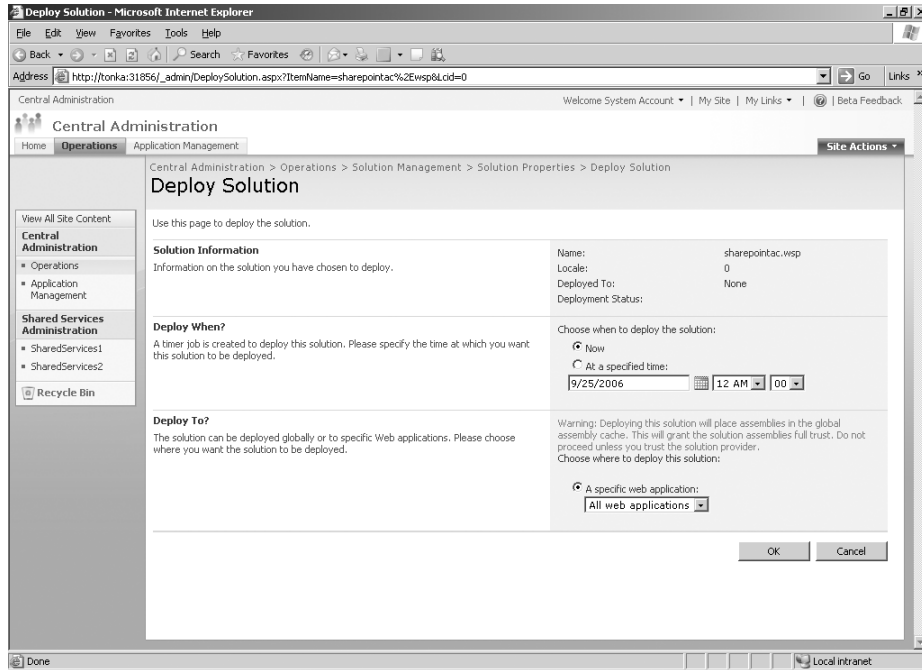 Deploy Solution - Microsoft Internet Explorer
File Edit View Favorites Tools Help
Back Search Favorites
Address http://tonka:31856/_admin/DeploySolution.aspx?ItemName=sharepointac%2Ewsp&Lcid=0 Go Links »
Central Administration Welcome System Account | My Site | My Links | Beta Feedback
Central Administration
Home Operations Application Management Site Actions
Central Administration > Operations > Solution Management > Solution Properties > Deploy Solution
Deploy Solution
View All Site Content
Central
Administration
Operations
Application
Management
Shared Services
Administration
SharedServices1
SharedServices2
Recycle Bin
Use this page to deploy the solution.
Solution Information
Information on the solution you have chosen to deploy.
Name: sharepointac.wsp
Locale: 0
Deployed To: None
Deployment Status:
Deploy When?
A timer job is created to deploy this solution. Please specify the time at which you want
this solution to be deployed.
Choose when to deploy the solution:
Now
At a specified time:
9/25/2006 12 AM 00
Deploy To?
The solution can be deployed globally or to specific Web applications. Please choose
where you want the solution to be deployed.
Warning: Deploying this solution will place assemblies in the global
assembly cache. This will grant the solution assemblies full trust. Do not
proceed unless you trust the solution provider.
Choose where to deploy this solution:
A specific web application:
All web applications
OK Cancel
Done Local intranet